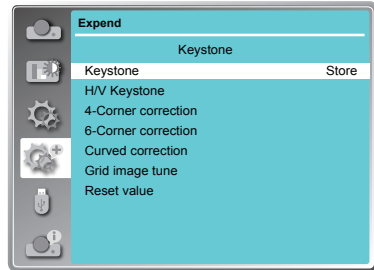 Expend
Keystone
Keystone Store
H/V Keystone
4-Corner correction
6-Corner correction
Curved correction
Grid image tune
Reset value